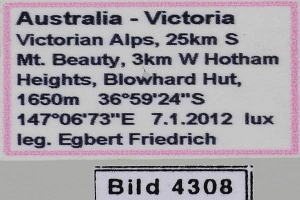 Australia - Victoria
Victorian Alps, 25km S
Mt. Beauty, 3km W Hotham
Heights, Blowhard Hut,
1650m 36°59'24"S
147°06'73"E 7.1.2012 lux
leg. Egbert Friedrich
Bild 4308